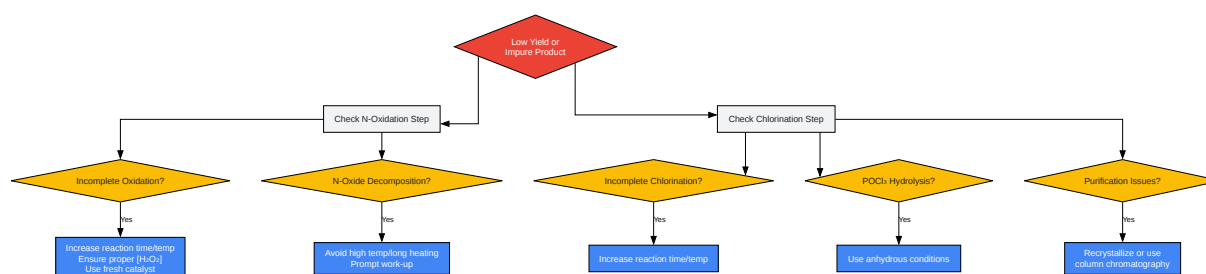 Low Yield or
Impure Product
Check N-Oxidation Step
Check Chlorination Step
Incomplete Oxidation?
N-Oxide Decomposition?
Incomplete Chlorination?
POCl₃ Hydrolysis?
Purification Issues?
Yes
Yes
Yes
Yes
Yes
Increase reaction time/temp
Ensure proper [H₂O₂]
Use fresh catalyst
Avoid high temp/long heating
Prompt work-up
Increase reaction time/temp
Use anhydrous conditions
Recrystallize or use
column chromatography